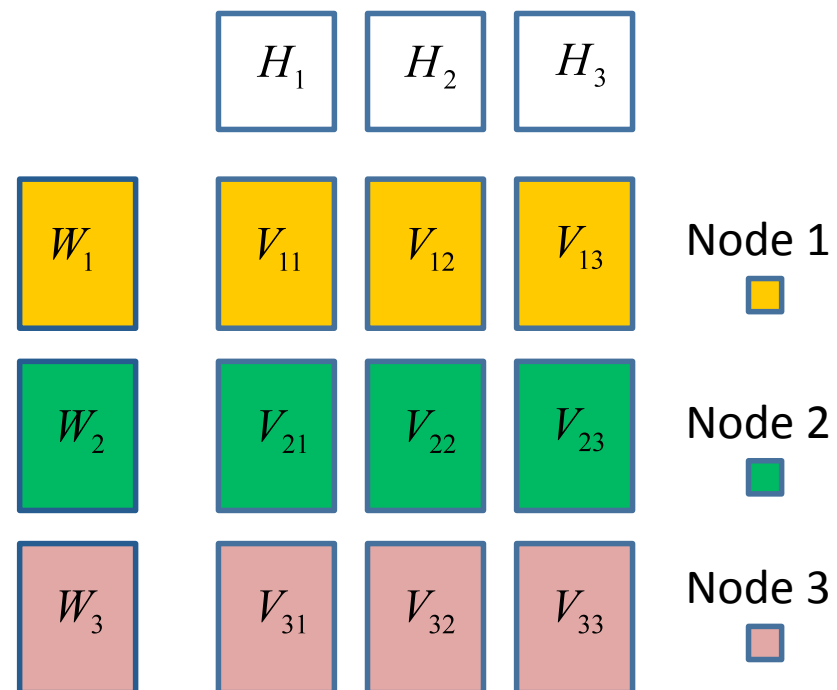 H₁ H₂ H₃
W₁ V₁₁ V₁₂ V₁₃ Node 1
W₂ V₂₁ V₂₂ V₂₃ Node 2
W₃ V₃₁ V₃₂ V₃₃ Node 3